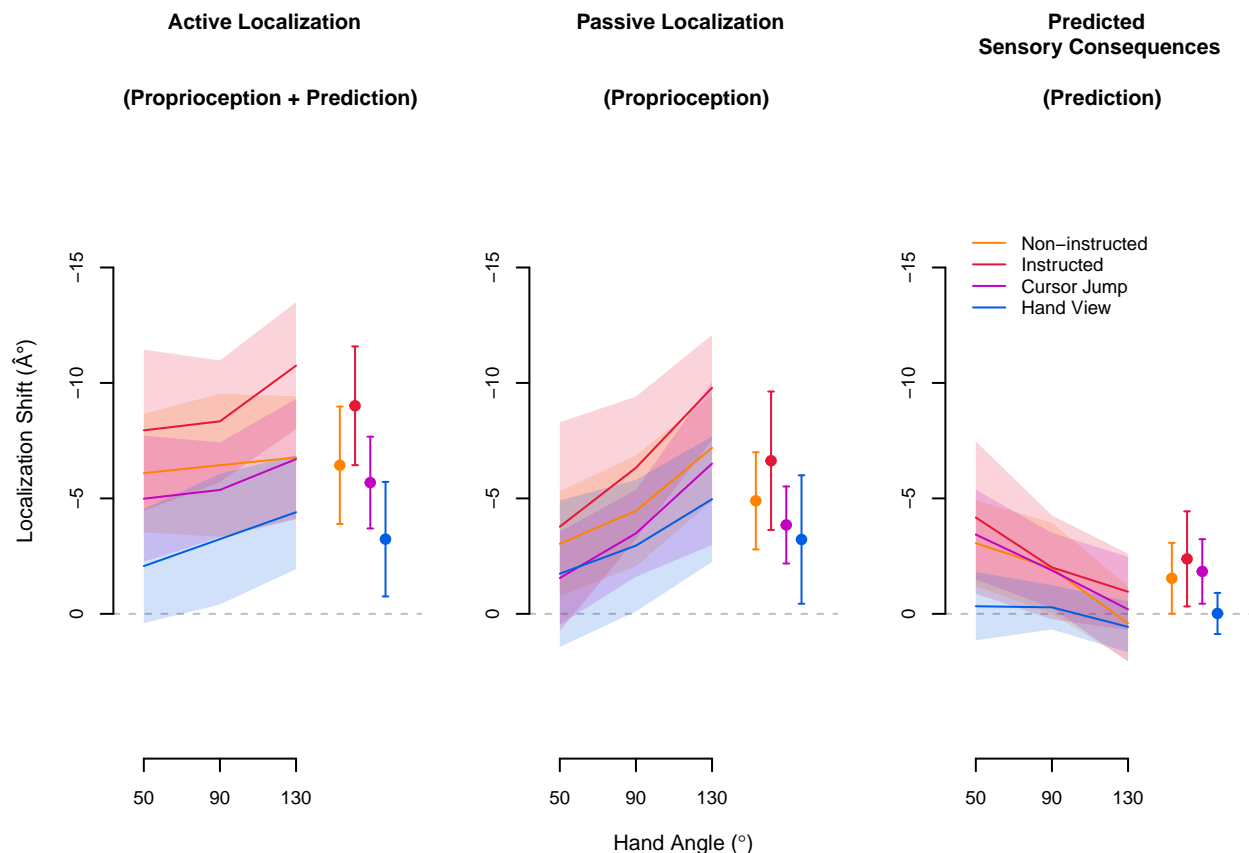 Active Localization
(Proprioception + Prediction)
Passive Localization
(Proprioception)
Predicted
Sensory Consequences
(Prediction)
Localization Shift (Â°)
−15
−10
−5
0
50
90
130
−15
−10
−5
0
50
90
130
Non−instructed
Instructed
Cursor Jump
Hand View
−15
−10
−5
0
50
90
130
Hand Angle (°)